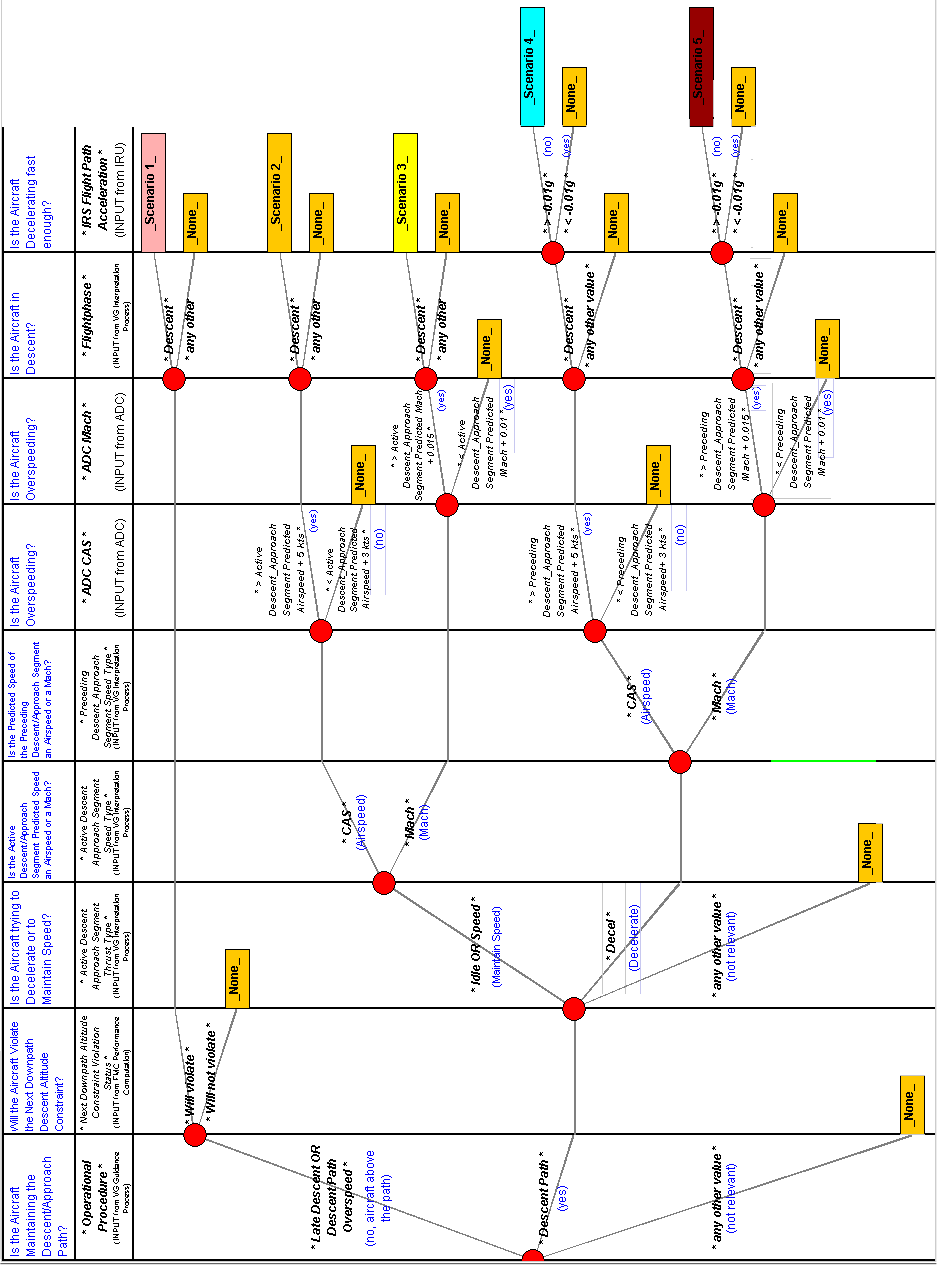 Is the Aircraft
Maintaining the
Descent/Approach
Path?
Will the Aircraft Violate
the Next Downpath
Descent Altitude
Constraint?
Is the Aircraft trying to
Decelerate or to
Maintain Speed?
Is the Active
Descent/Approach
Segment Predicted Speed
an Airspeed or a Mach?
Is the Predicted Speed of
the Preceding
Descent/Approach Segment
an Airspeed or a Mach?
Is the Aircraft
Overspeeding?
Is the Aircraft
Overspeeding?
Is the Aircraft in
Descent?
Is the Aircraft
Decelerating fast
enough?
* Operational
Procedure *
(INPUT from VG Guidance
Process)
* Next Downpath Altitude
Constraint Violation
Status *
(INPUT from FMC Performance
Computation)
* Active Descent
Approach Segment
Thrust Type *
(INPUT from VG Interpretation
Process)
* Active Descent
Approach Segment
Speed Type *
(INPUT from VG Interpretation
Process)
* Preceding
Descent_Approach
Segment Speed Type *
(INPUT from VG Interpretation
Process)
* ADC CAS *
(INPUT from ADC)
* ADC Mach *
(INPUT from ADC)
* Flightphase *
(INPUT from VG Interpretation
Process)
* IRS Flight Path
Acceleration *
(INPUT from IRU)
* Late Descent OR
Descent Path
Overspeed *
(no, aircraft above
the path)
* Descent Path *
(yes)
* any other value *
(not relevant)
_None_
* Will violate *
* Will not violate *
_None_
* Idle OR Speed *
(Maintain Speed)
* Decel *
(Decelerate)
* any other value *
(not relevant)
_None_
* CAS *
(Airspeed)
* Mach *
(Mach)
* CAS *
(Airspeed)
* Mach *
(Mach)
* > Active
Descent_Approach
Segment Predicted
Airspeed + 5 kts *
(yes)
* < Active
Descent_Approach
Segment Predicted
Airspeed + 3 kts *
(no)
_None_
* > Preceding
Descent_Approach
Segment Predicted
Airspeed + 5 kts *
(yes)
* < Preceding
Descent_Approach
Segment Predicted
Airspeed+ 3 kts *
(no)
_None_
* > Active
Descent_Approach
Segment Predicted Mach
+ 0.015 *
(yes)
* < Active
Descent_Approach
Segment Predicted
Mach + 0.01 *
(yes)
_None_
* > Preceding
Descent_Approach
Segment Predicted
Mach + 0.015 *
(yes)
* < Preceding
Descent_Approach
Segment Predicted
Mach + 0.01 *
(yes)
_None_
* Descent *
* any other
_Scenario 1_
_None_
* Descent *
* any other
_Scenario 2_
_None_
* Descent *
* any other
_Scenario 3_
_None_
* Descent *
* any other value *
_None_
* > -0.01g *
(no)
* < -0.01g *
(yes)
_Scenario 4_
_None_
* Descent *
* any other value *
_None_
* > -0.01g *
(no)
* < -0.01g *
(yes)
_Scenario 5_
_None_